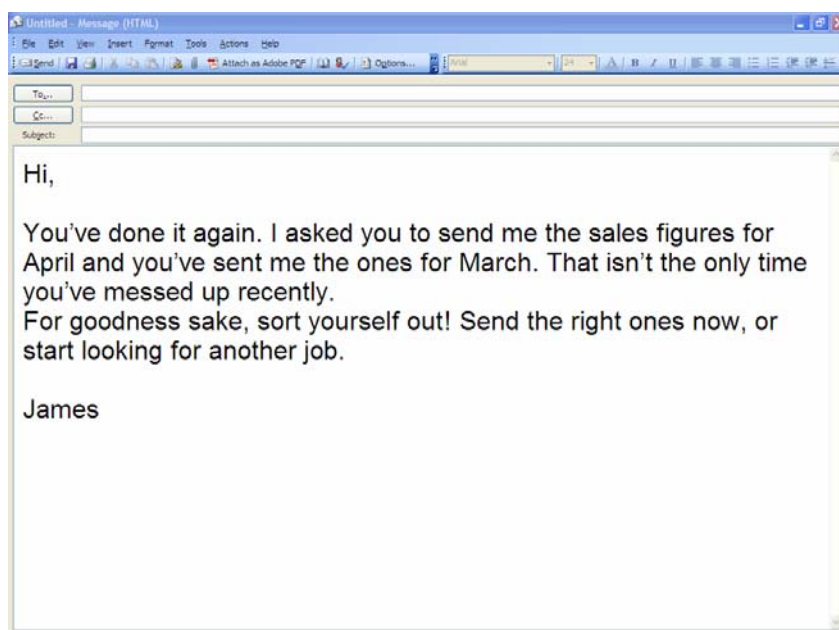 Untitled - Message (HTML)
File Edit View Insert Format Tools Actions Help
Send Attach as Adobe PDF Options... Arial 24 A B I U
To...
Cc...
Subject:
Hi,
You've done it again. I asked you to send me the sales figures for
April and you've sent me the ones for March. That isn't the only time
you've messed up recently.
For goodness sake, sort yourself out! Send the right ones now, or
start looking for another job.
James